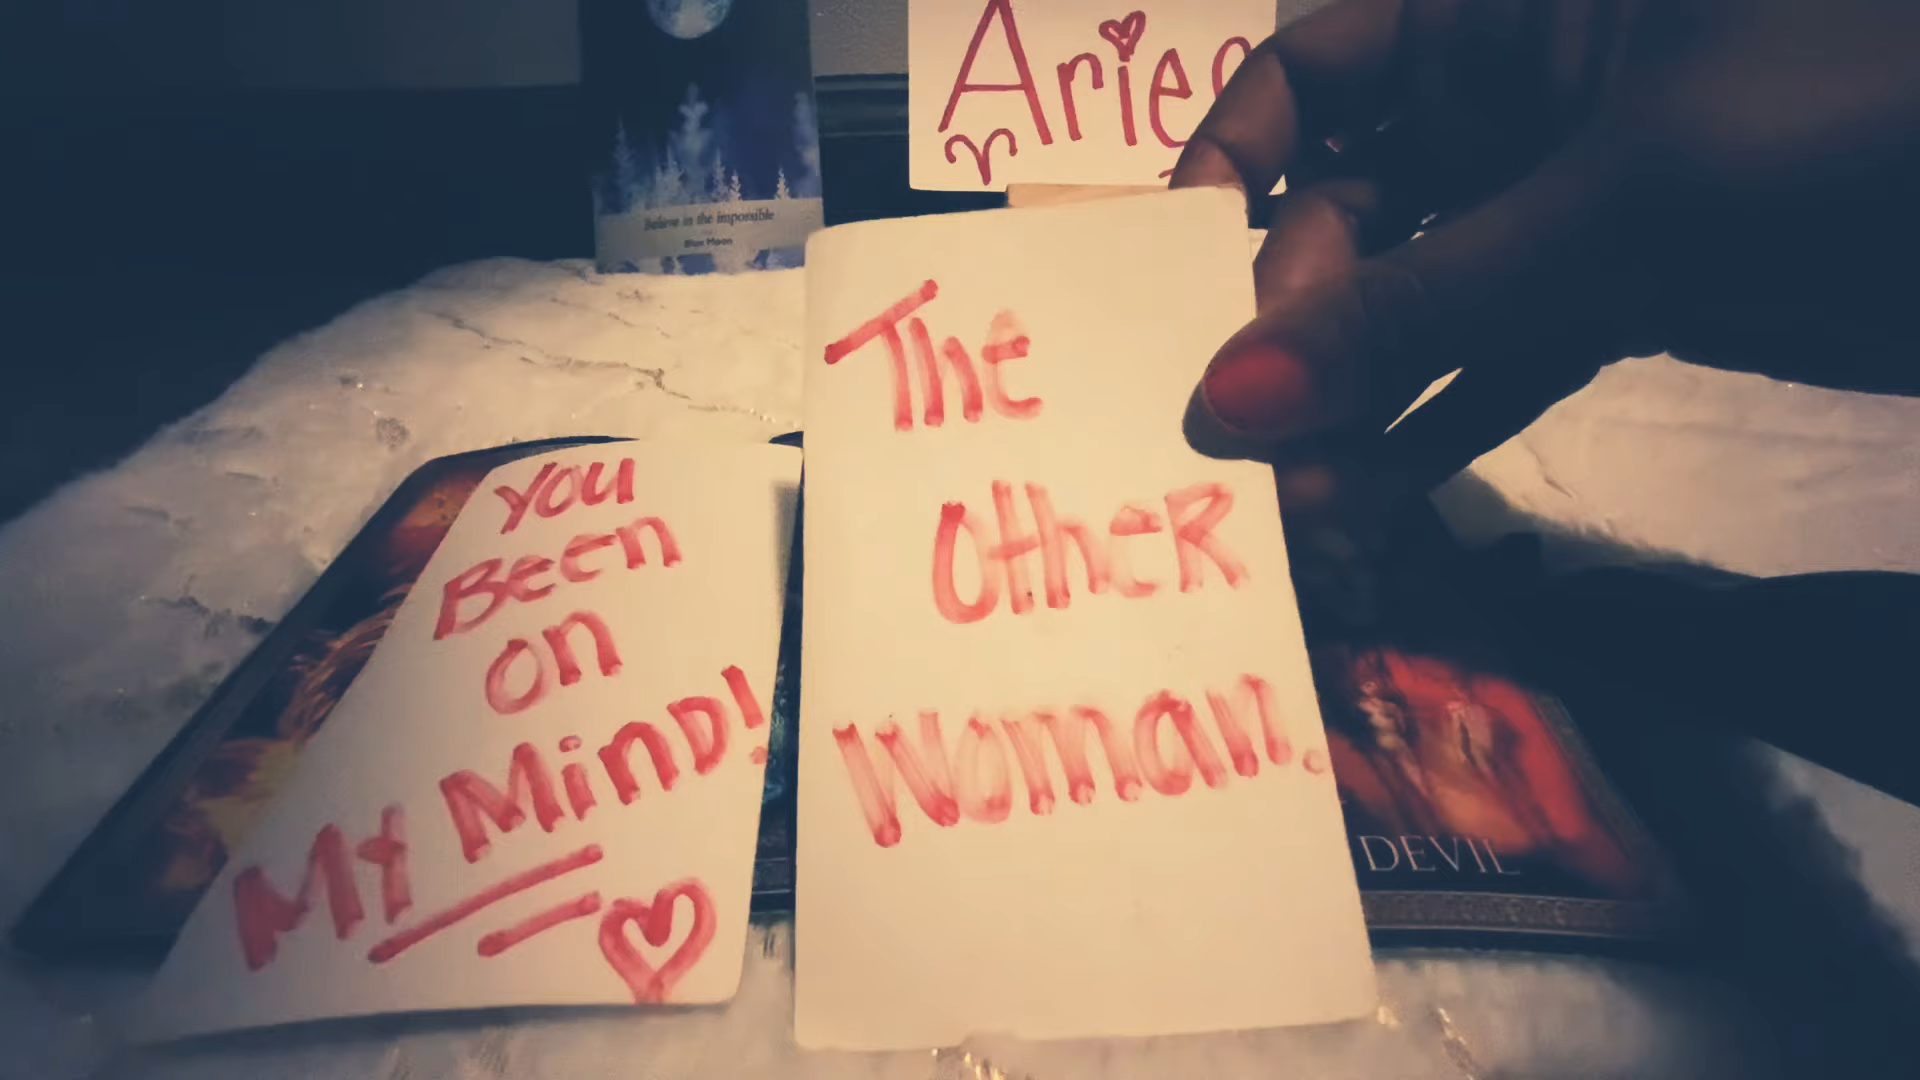 Aries
♈
Believe in the impossible
Blue Moon
The
Other
Woman.
You
Been
on
My Mind!
DEVIL